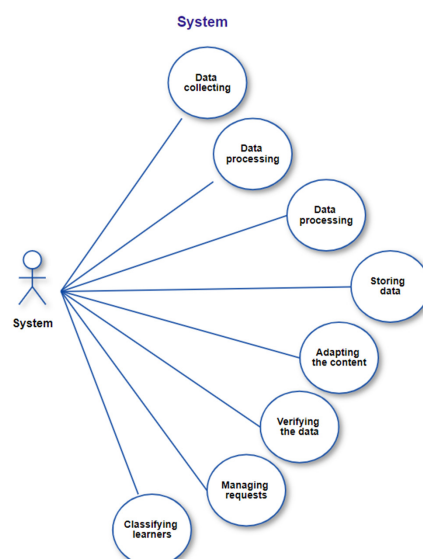 System
Data
collecting
Data
processing
Data
processing
Storing
data
System
Adapting
the content
Verifying
the data
Managing
requests
Classifying
learners